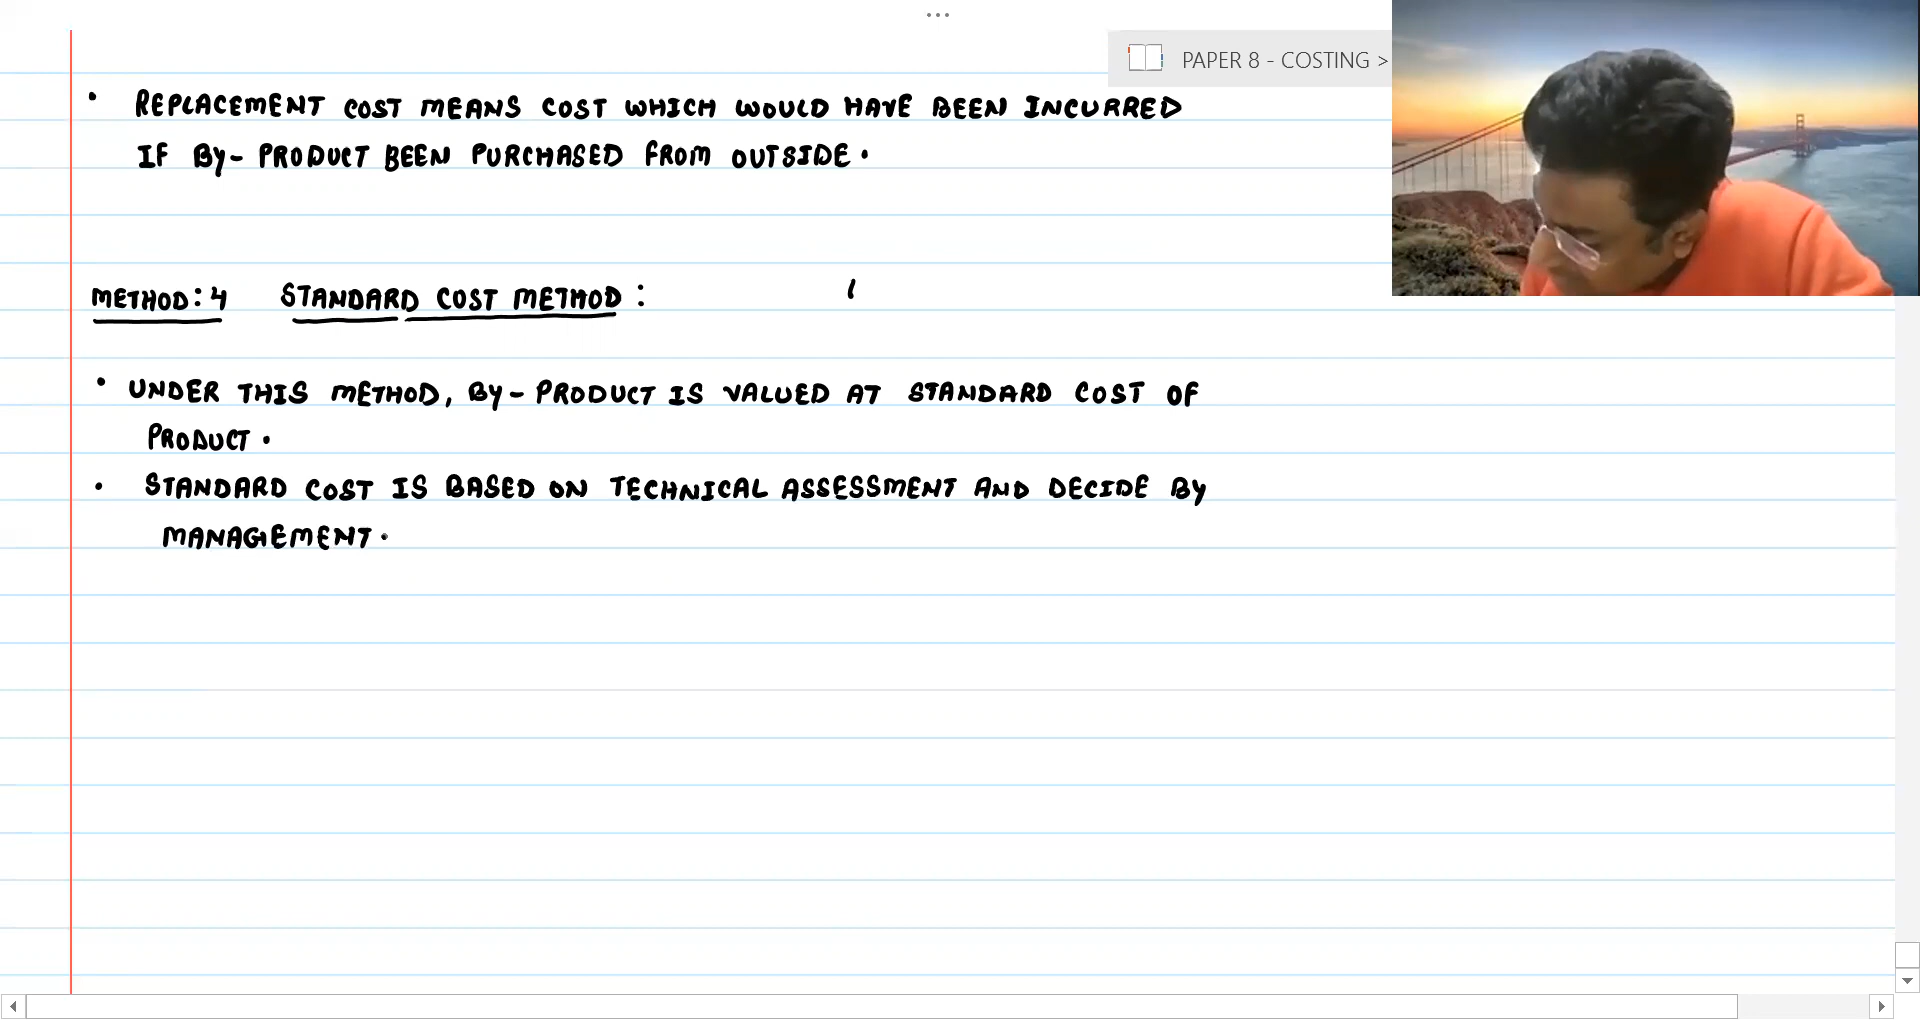 PAPER 8 - COSTING >
• REPLACEMENT COST MEANS COST WHICH WOULD HAVE BEEN INCURRED
IF BY- PRODUCT BEEN PURCHASED FROM OUTSIDE.
METHOD: 4 STANDARD COST METHOD :
• UNDER THIS METHOD, BY- PRODUCT IS VALUED AT STANDARD COST OF
PRODUCT.
• STANDARD COST IS BASED ON TECHNICAL ASSESSMENT AND DECIDE BY
MANAGEMENT.